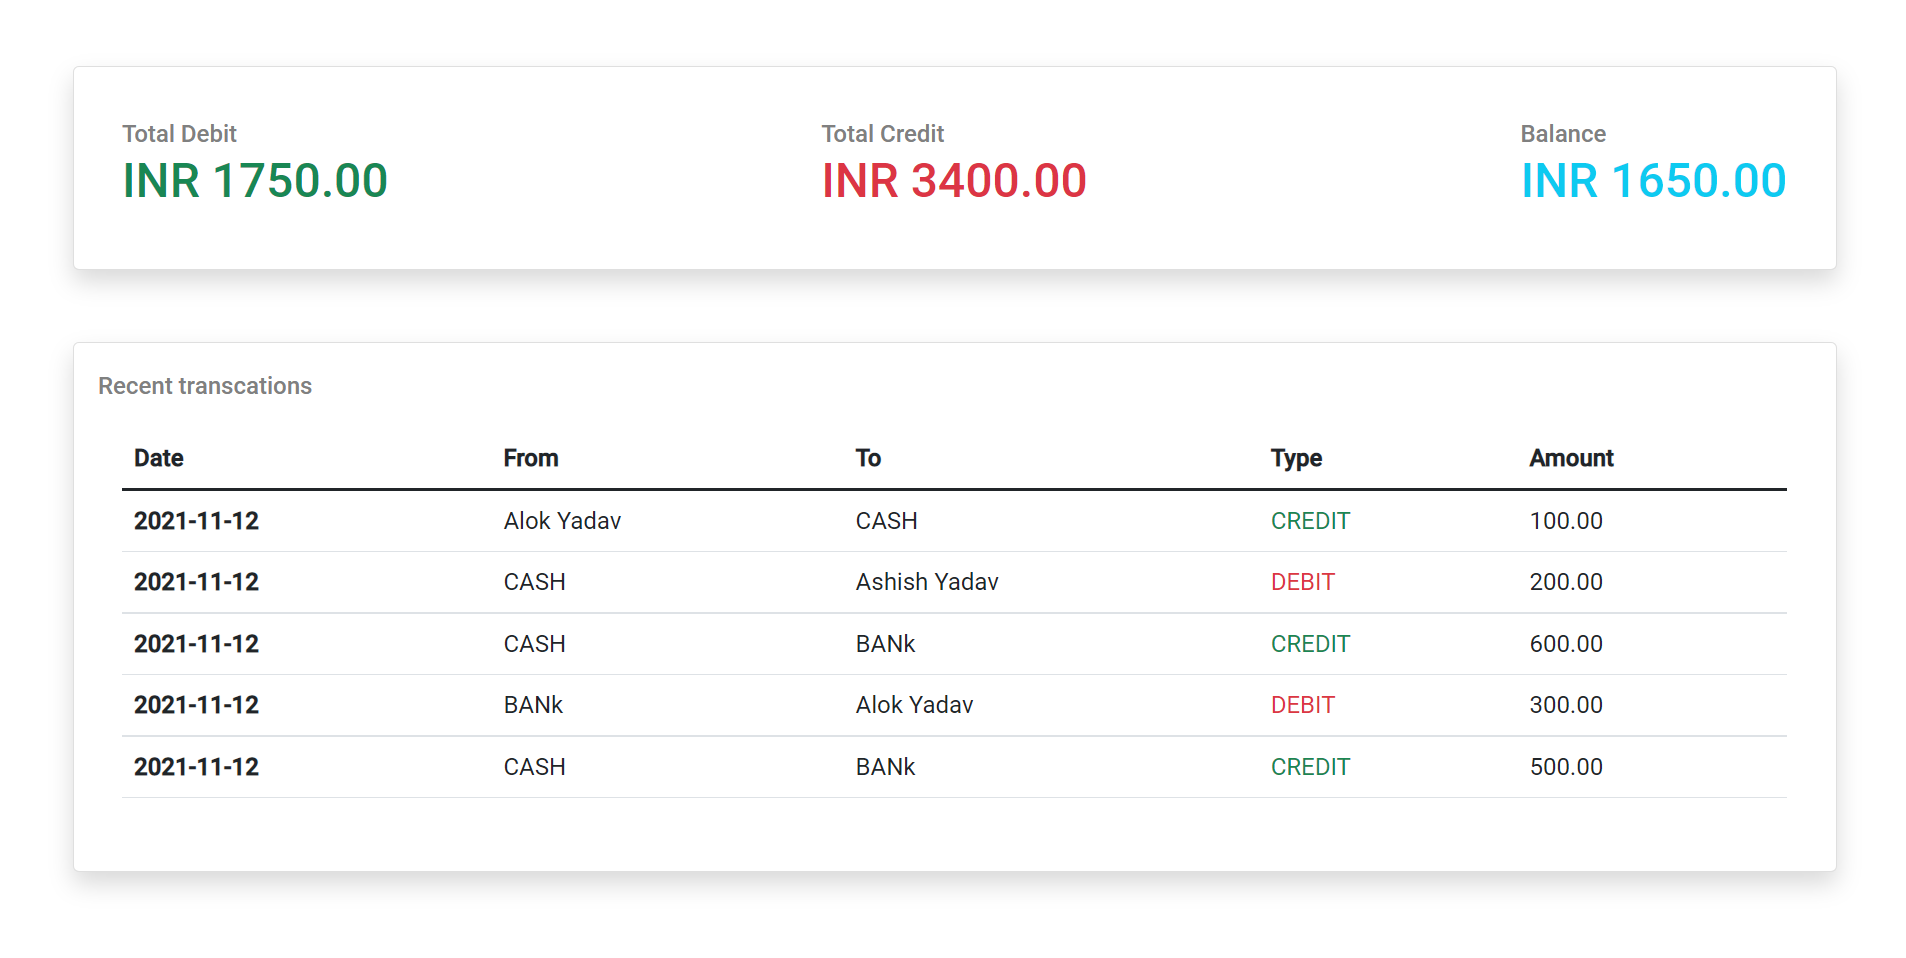 Total Debit Total Credit Balance
INR 1750.00 INR 3400.00 INR 1650.00
Recent transcations
Date From To Type Amount
2021-11-12 Alok Yadav CASH CREDIT 100.00
2021-11-12 CASH Ashish Yadav DEBIT 200.00
2021-11-12 CASH BANk CREDIT 600.00
2021-11-12 BANk Alok Yadav DEBIT 300.00
2021-11-12 CASH BANk CREDIT 500.00